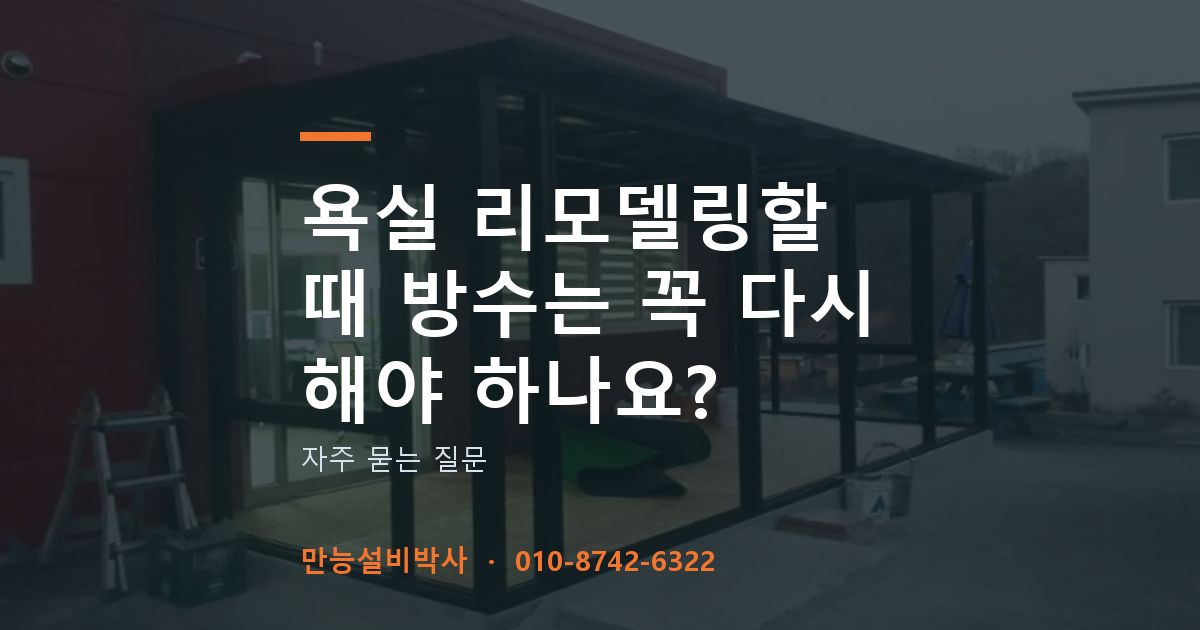 욕실 리모델링할
때 방수는 꼭 다시
해야 하나요?
자주 묻는 질문
만능설비박사 · 010-8742-6322